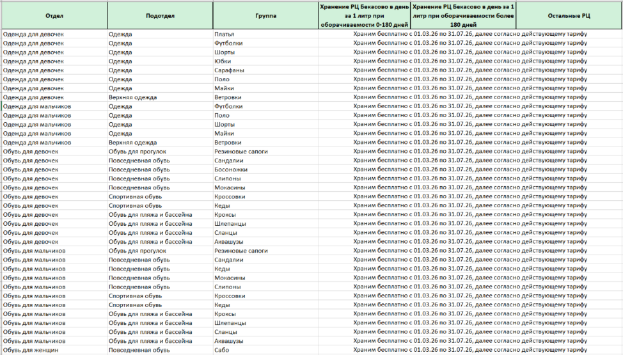 Отдел Подотдел Группа Хранение РЦ Бекасово в день за 1 литр при оборачиваемости 0-180 дней Хранение РЦ Бекасово в день за 1 литр при оборачиваемости более 180 дней Остальные РЦ
Одежда для девочек Одежда Платья Храним бесплатно с 01.03.26 по 31.07.26, далее согласно действующему тарифу
Одежда для девочек Одежда Футболки Храним бесплатно с 01.03.26 по 31.07.26, далее согласно действующему тарифу
Одежда для девочек Одежда Шорты Храним бесплатно с 01.03.26 по 31.07.26, далее согласно действующему тарифу
Одежда для девочек Одежда Юбки Храним бесплатно с 01.03.26 по 31.07.26, далее согласно действующему тарифу
Одежда для девочек Одежда Сарафаны Храним бесплатно с 01.03.26 по 31.07.26, далее согласно действующему тарифу
Одежда для девочек Одежда Поло Храним бесплатно с 01.03.26 по 31.07.26, далее согласно действующему тарифу
Одежда для девочек Одежда Майки Храним бесплатно с 01.03.26 по 31.07.26, далее согласно действующему тарифу
Одежда для девочек Верхняя одежда Ветровки Храним бесплатно с 01.03.26 по 31.07.26, далее согласно действующему тарифу
Одежда для мальчиков Одежда Футболки Храним бесплатно с 01.03.26 по 31.07.26, далее согласно действующему тарифу
Одежда для мальчиков Одежда Поло Храним бесплатно с 01.03.26 по 31.07.26, далее согласно действующему тарифу
Одежда для мальчиков Одежда Шорты Храним бесплатно с 01.03.26 по 31.07.26, далее согласно действующему тарифу
Одежда для мальчиков Одежда Майки Храним бесплатно с 01.03.26 по 31.07.26, далее согласно действующему тарифу
Одежда для мальчиков Верхняя одежда Ветровки Храним бесплатно с 01.03.26 по 31.07.26, далее согласно действующему тарифу
Обувь для девочек Обувь для прогулок Резиновые сапоги Храним бесплатно с 01.03.26 по 31.07.26, далее согласно действующему тарифу
Обувь для девочек Повседневная обувь Сандалии Храним бесплатно с 01.03.26 по 31.07.26, далее согласно действующему тарифу
Обувь для девочек Повседневная обувь Босоножки Храним бесплатно с 01.03.26 по 31.07.26, далее согласно действующему тарифу
Обувь для девочек Повседневная обувь Слипоны Храним бесплатно с 01.03.26 по 31.07.26, далее согласно действующему тарифу
Обувь для девочек Повседневная обувь Мокасины Храним бесплатно с 01.03.26 по 31.07.26, далее согласно действующему тарифу
Обувь для девочек Спортивная обувь Кроссовки Храним бесплатно с 01.03.26 по 31.07.26, далее согласно действующему тарифу
Обувь для девочек Спортивная обувь Кеды Храним бесплатно с 01.03.26 по 31.07.26, далее согласно действующему тарифу
Обувь для девочек Обувь для пляжа и бассейна Кроксы Храним бесплатно с 01.03.26 по 31.07.26, далее согласно действующему тарифу
Обувь для девочек Обувь для пляжа и бассейна Шлепанцы Храним бесплатно с 01.03.26 по 31.07.26, далее согласно действующему тарифу
Обувь для девочек Обувь для пляжа и бассейна Сланцы Храним бесплатно с 01.03.26 по 31.07.26, далее согласно действующему тарифу
Обувь для девочек Обувь для пляжа и бассейна Аквашузы Храним бесплатно с 01.03.26 по 31.07.26, далее согласно действующему тарифу
Обувь для мальчиков Обувь для прогулок Резиновые сапоги Храним бесплатно с 01.03.26 по 31.07.26, далее согласно действующему тарифу
Обувь для мальчиков Повседневная обувь Сандалии Храним бесплатно с 01.03.26 по 31.07.26, далее согласно действующему тарифу
Обувь для мальчиков Повседневная обувь Кеды Храним бесплатно с 01.03.26 по 31.07.26, далее согласно действующему тарифу
Обувь для мальчиков Повседневная обувь Мокасины Храним бесплатно с 01.03.26 по 31.07.26, далее согласно действующему тарифу
Обувь для мальчиков Повседневная обувь Слипоны Храним бесплатно с 01.03.26 по 31.07.26, далее согласно действующему тарифу
Обувь для мальчиков Спортивная обувь Кроссовки Храним бесплатно с 01.03.26 по 31.07.26, далее согласно действующему тарифу
Обувь для мальчиков Спортивная обувь Кеды Храним бесплатно с 01.03.26 по 31.07.26, далее согласно действующему тарифу
Обувь для мальчиков Обувь для пляжа и бассейна Кроксы Храним бесплатно с 01.03.26 по 31.07.26, далее согласно действующему тарифу
Обувь для мальчиков Обувь для пляжа и бассейна Шлепанцы Храним бесплатно с 01.03.26 по 31.07.26, далее согласно действующему тарифу
Обувь для мальчиков Обувь для пляжа и бассейна Сланцы Храним бесплатно с 01.03.26 по 31.07.26, далее согласно действующему тарифу
Обувь для мальчиков Обувь для пляжа и бассейна Аквашузы Храним бесплатно с 01.03.26 по 31.07.26, далее согласно действующему тарифу
Обувь для женщин Повседневная обувь Сабо Храним бесплатно с 01.03.26 по 31.07.26, далее согласно действующему тарифу